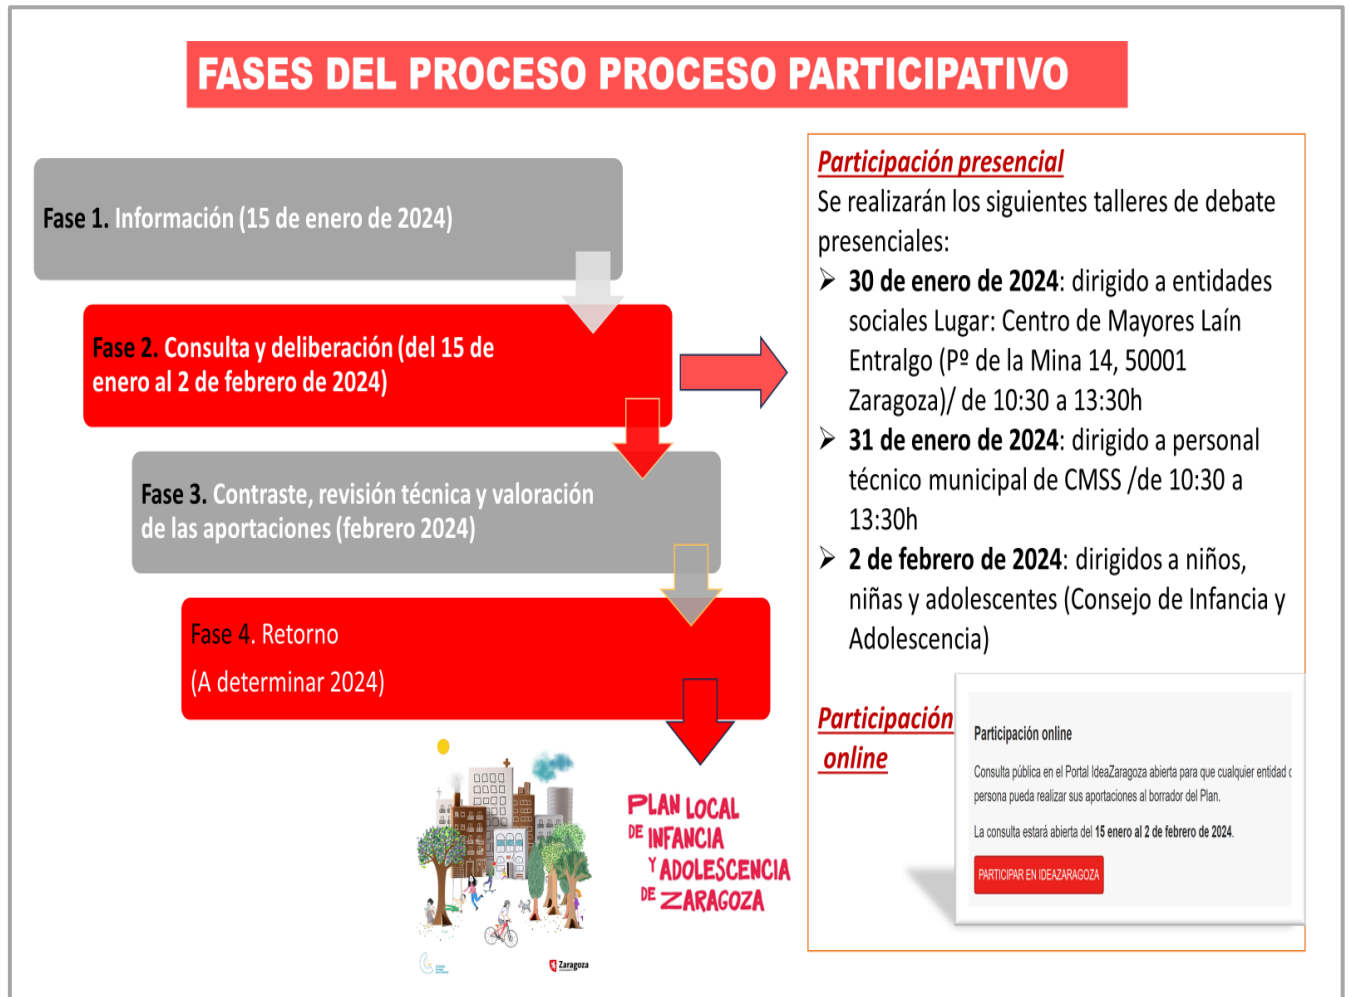 FASES DEL PROCESO PROCESO PARTICIPATIVO
Fase 1. Información (15 de enero de 2024)
Fase 2. Consulta y deliberación (del 15 de
enero al 2 de febrero de 2024)
Fase 3. Contraste, revisión técnica y valoración
de las aportaciones (febrero 2024)
Fase 4. Retorno
(A determinar 2024)
PLAN LOCAL
DE INFANCIA
Y ADOLESCENCIA
DE ZARAGOZA
Zaragoza
Participación presencial
Se realizarán los siguientes talleres de debate
presenciales:
30 de enero de 2024: dirigido a entidades
sociales Lugar: Centro de Mayores Laín
Entralgo (Pº de la Mina 14, 50001
Zaragoza)/ de 10:30 a 13:30h
31 de enero de 2024: dirigido a personal
técnico municipal de CMSS /de 10:30 a
13:30h
2 de febrero de 2024: dirigidos a niños,
niñas y adolescentes (Consejo de Infancia y
Adolescencia)
Participación
online
Participación online
Consulta pública en el Portal IdeaZaragoza abierta para que cualquier entidad
persona pueda realizar sus aportaciones al borrador del Plan.
La consulta estará abierta del 15 enero al 2 de febrero de 2024.
PARTICIPAR EN IDEAZARAGOZA